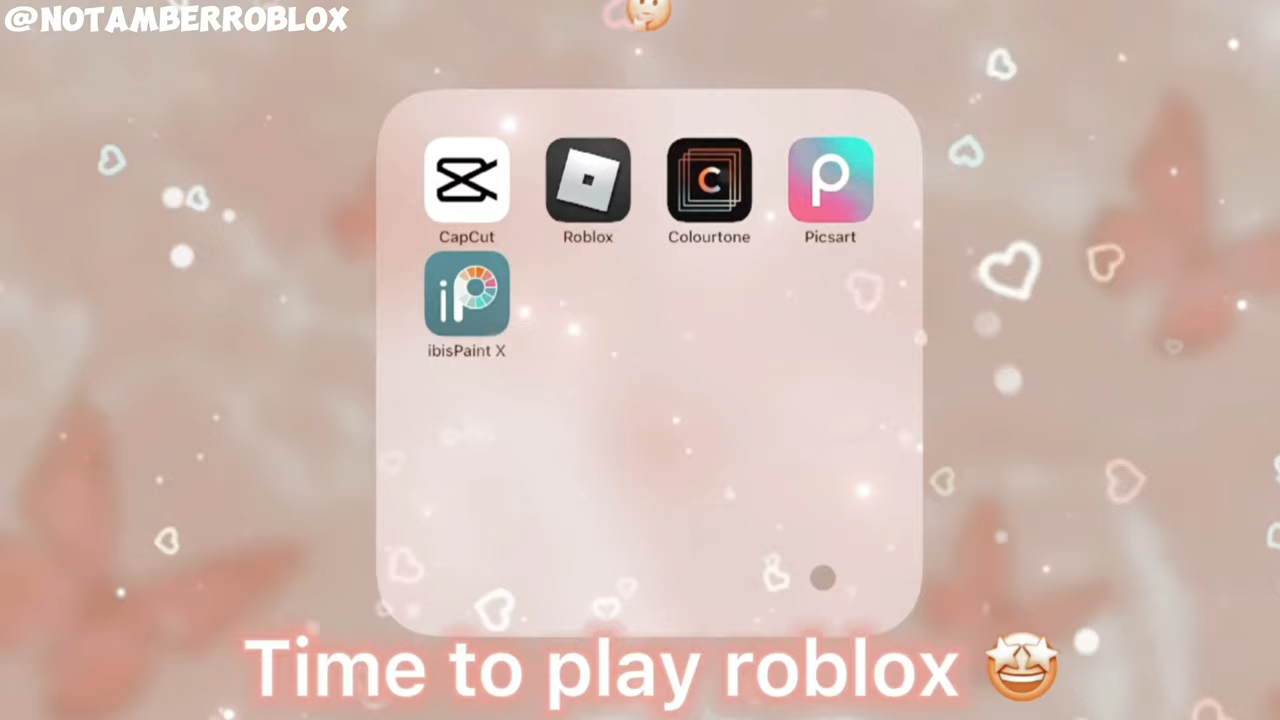 @NOTAMBERROBLOX
CapCut Roblox Colourtone Picsart
ibisPaint X
Time to play roblox 🤩